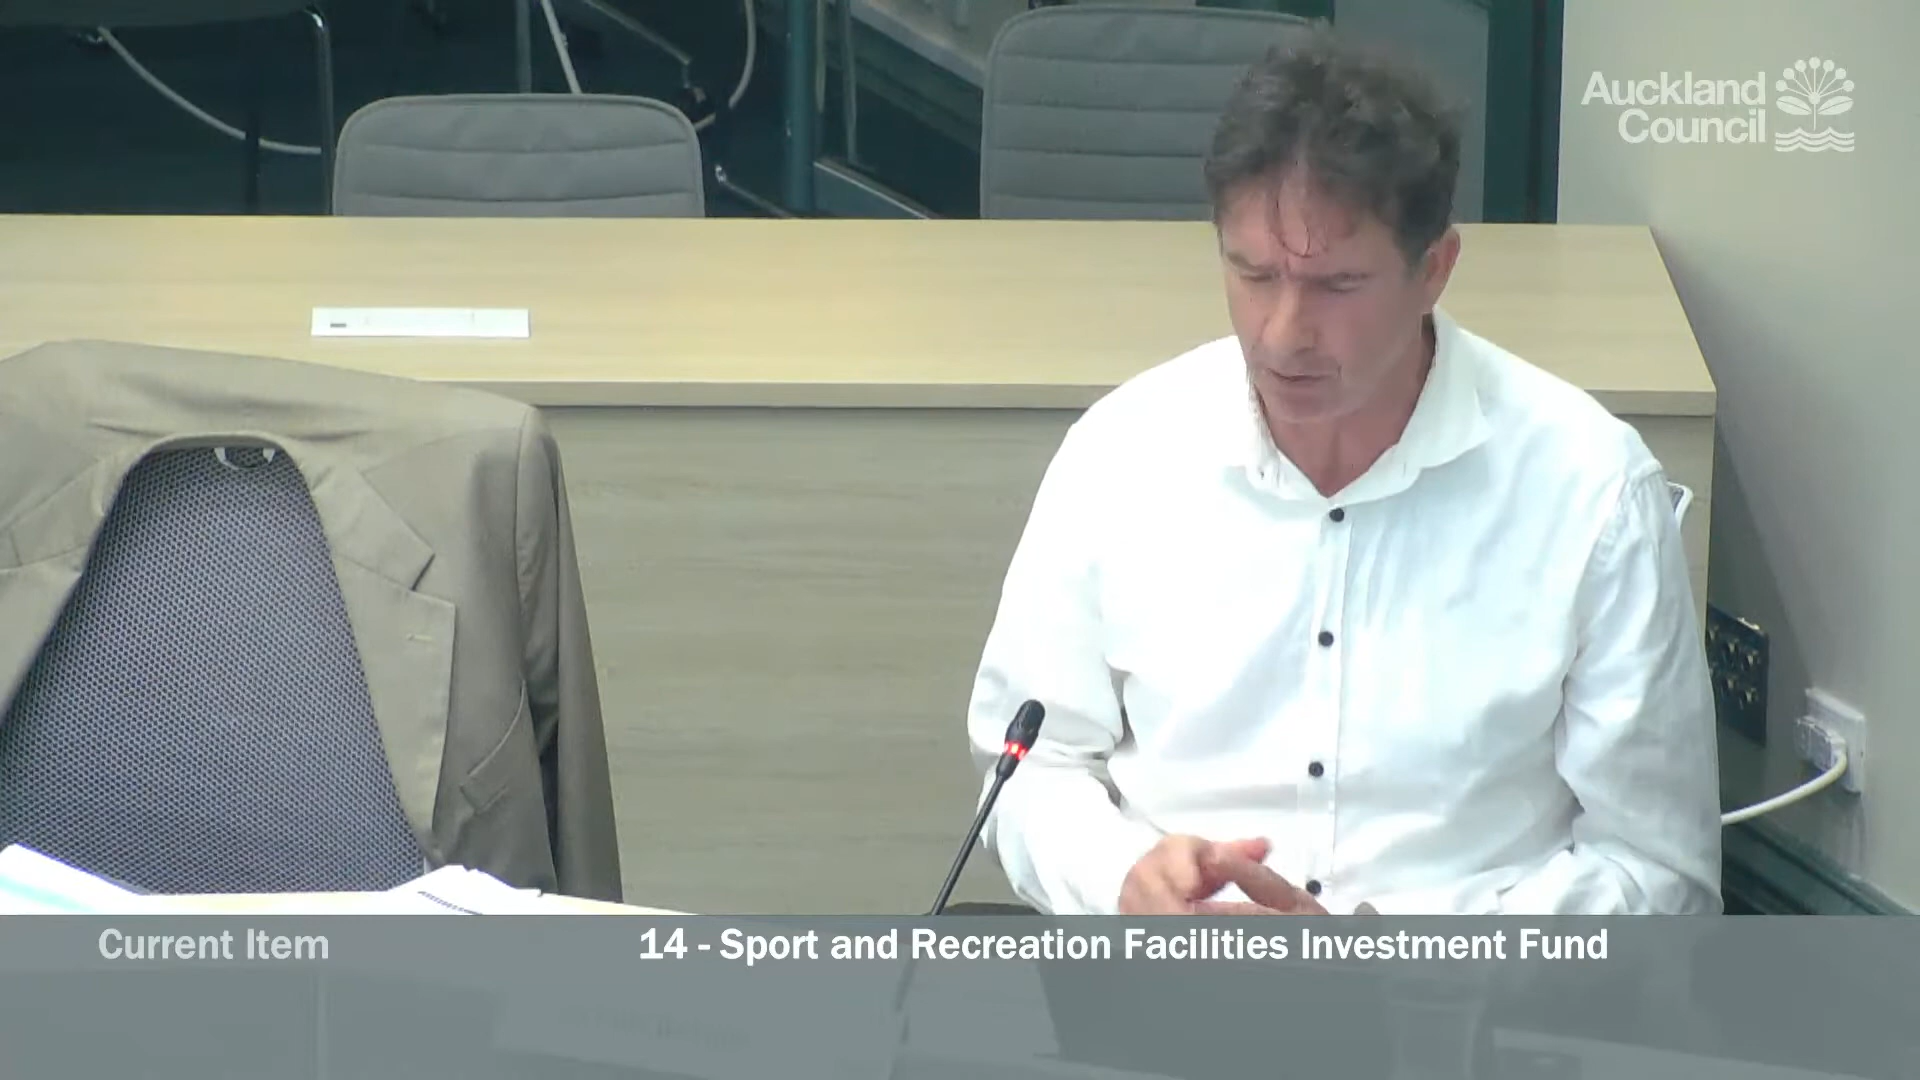 Auckland
Council
Current Item
14 - Sport and Recreation Facilities Investment Fund